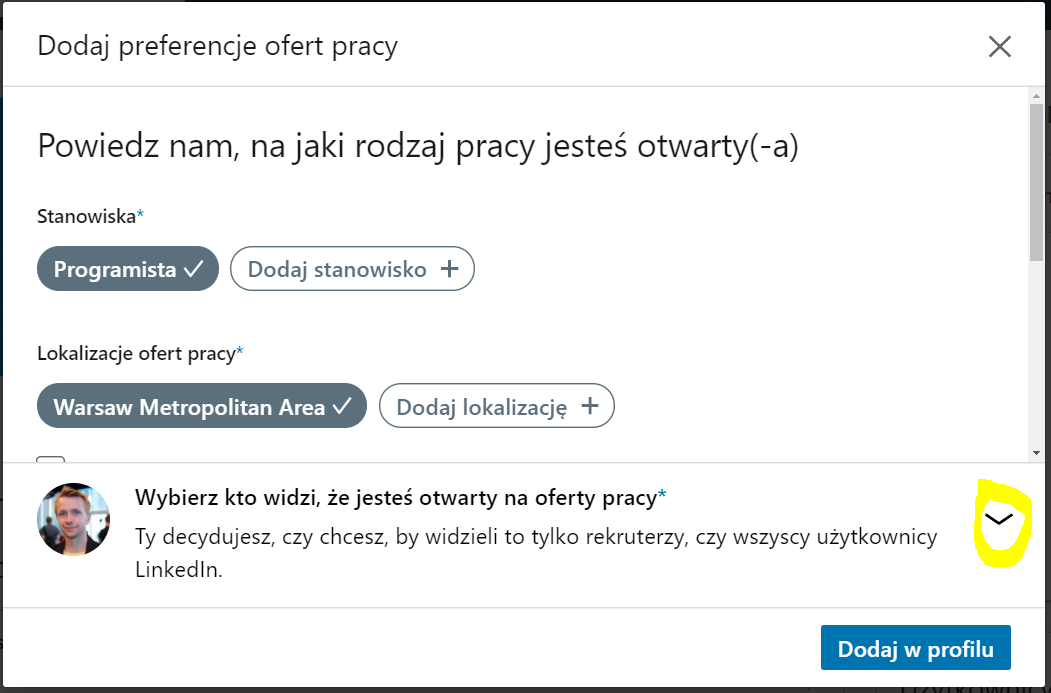 Dodaj preferencje ofert pracy
Powiedz nam, na jaki rodzaj pracy jesteś otwarty(-a)
Stanowiska*
Programista
Dodaj stanowisko +
Lokalizacje ofert pracy*
Warsaw Metropolitan Area
Dodaj lokalizację +
Wybierz kto widzi, że jesteś otwarty na oferty pracy*
Ty decydujesz, czy chcesz, by widzieli to tylko rekruterzy, czy wszyscy użytkownicy
LinkedIn.
Dodaj w profilu